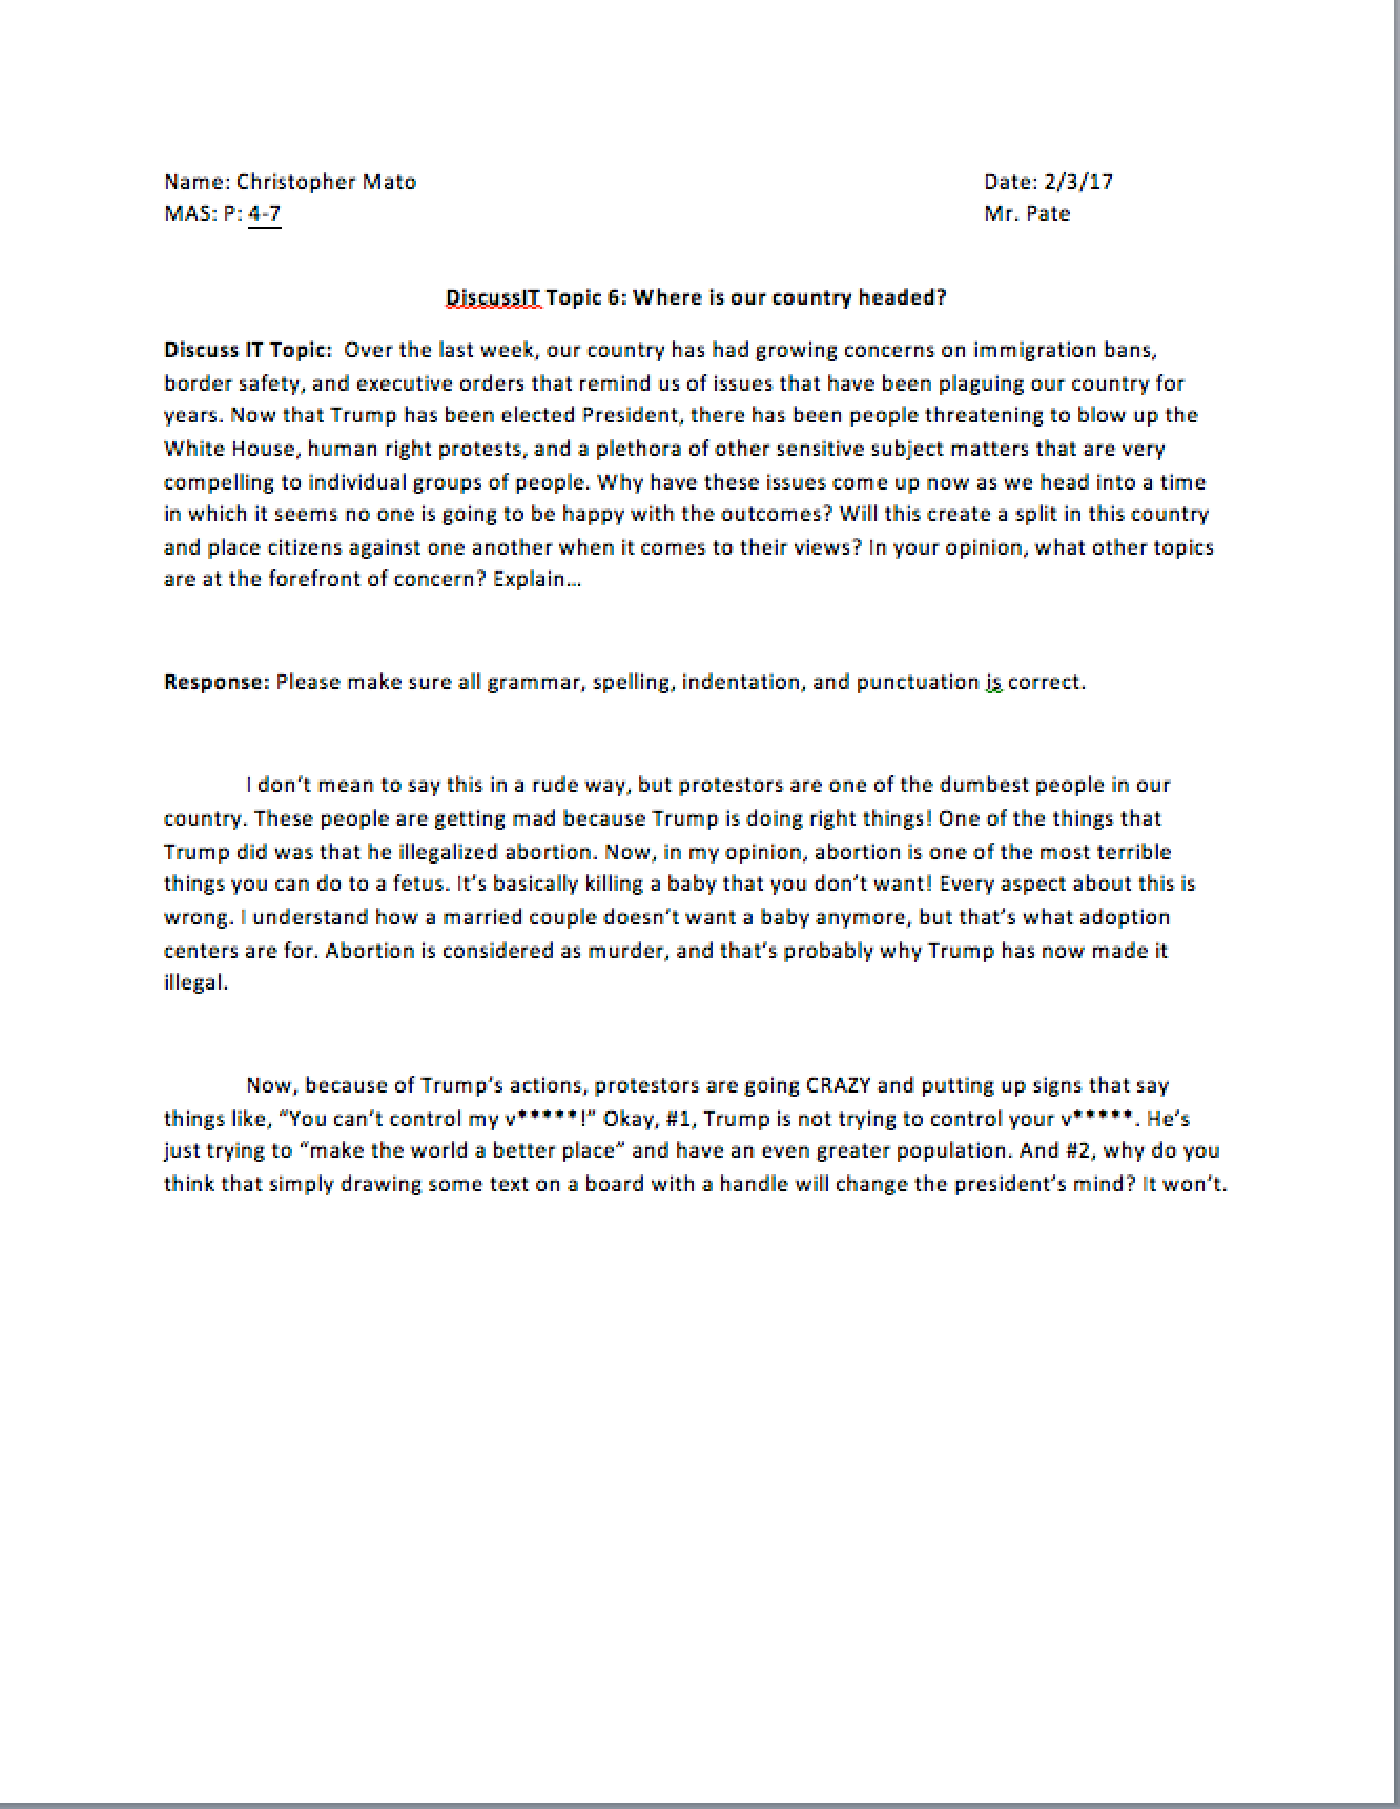 Name: Christopher Mato Date: 2/3/17
MAS: P: 4-7 Mr. Pate
DiscussIT Topic 6: Where is our country headed?
Discuss IT Topic: Over the last week, our country has had growing concerns on immigration bans,
border safety, and executive orders that remind us of issues that have been plaguing our country for
years. Now that Trump has been elected President, there has been people threatening to blow up the
White House, human right protests, and a plethora of other sensitive subject matters that are very
compelling to individual groups of people. Why have these issues come up now as we head into a time
in which it seems no one is going to be happy with the outcomes? Will this create a split in this country
and place citizens against one another when it comes to their views? In your opinion, what other topics
are at the forefront of concern? Explain…
Response: Please make sure all grammar, spelling, indentation, and punctuation is correct.
I don’t mean to say this in a rude way, but protestors are one of the dumbest people in our
country. These people are getting mad because Trump is doing right things! One of the things that
Trump did was that he illegalized abortion. Now, in my opinion, abortion is one of the most terrible
things you can do to a fetus. It’s basically killing a baby that you don’t want! Every aspect about this is
wrong. I understand how a married couple doesn’t want a baby anymore, but that’s what adoption
centers are for. Abortion is considered as murder, and that’s probably why Trump has now made it
illegal.
Now, because of Trump’s actions, protestors are going CRAZY and putting up signs that say
things like, “You can’t control my v*****!” Okay, #1, Trump is not trying to control your v*****. He’s
just trying to “make the world a better place” and have an even greater population. And #2, why do you
think that simply drawing some text on a board with a handle will change the president’s mind? It won’t.